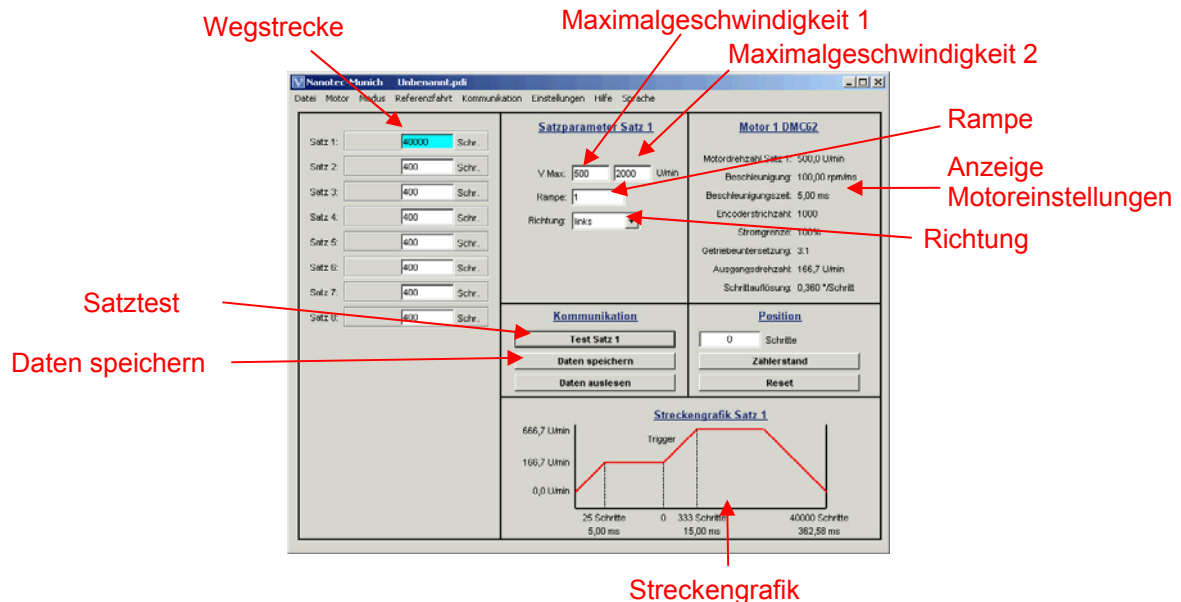 Maximalgeschwindigkeit 1
Wegstrecke
Maximalgeschwindigkeit 2
Nanotec-Munich Unbenannt.pdi
Datei Motor Modus Referenzfahrt Kommunikation Einstellungen Hilfe Sprache
Satz 1: 40000 Schr.
Satz 2: 400 Schr.
Satz 3: 400 Schr.
Satz 4: 400 Schr.
Satz 5: 400 Schr.
Satz 6: 400 Schr.
Satz 7: 400 Schr.
Satz 8: 400 Schr.
Satzparameter Satz 1
V Max: 500 2000 U/min
Rampe: 1
Richtung: links
Motor 1 DMC62
Motordrehzahl Satz 1: 500,0 U/min
Beschleunigung: 100,00 rpm/ms
Beschleunigungszeit: 5,00 ms
Encoderstrichzahl: 1000
Stromgrenze: 100%
Getriebeuntersetzung: 3:1
Ausgangsdrehzahl: 166,7 U/min
Schrittauflösung: 0,360 °/Schritt
Rampe
Anzeige
Motoreinstellungen
Richtung
Satztest
Daten speichern
Kommunikation
Test Satz 1
Daten speichern
Daten auslesen
Position
0 Schritte
Zählerstand
Reset
Streckengrafik Satz 1
666,7 U/min
Trigger
166,7 U/min
0,0 U/min
25 Schritte 0 333 Schritte 40000 Schritte
5,00 ms 15,00 ms 362,58 ms
Streckengrafik